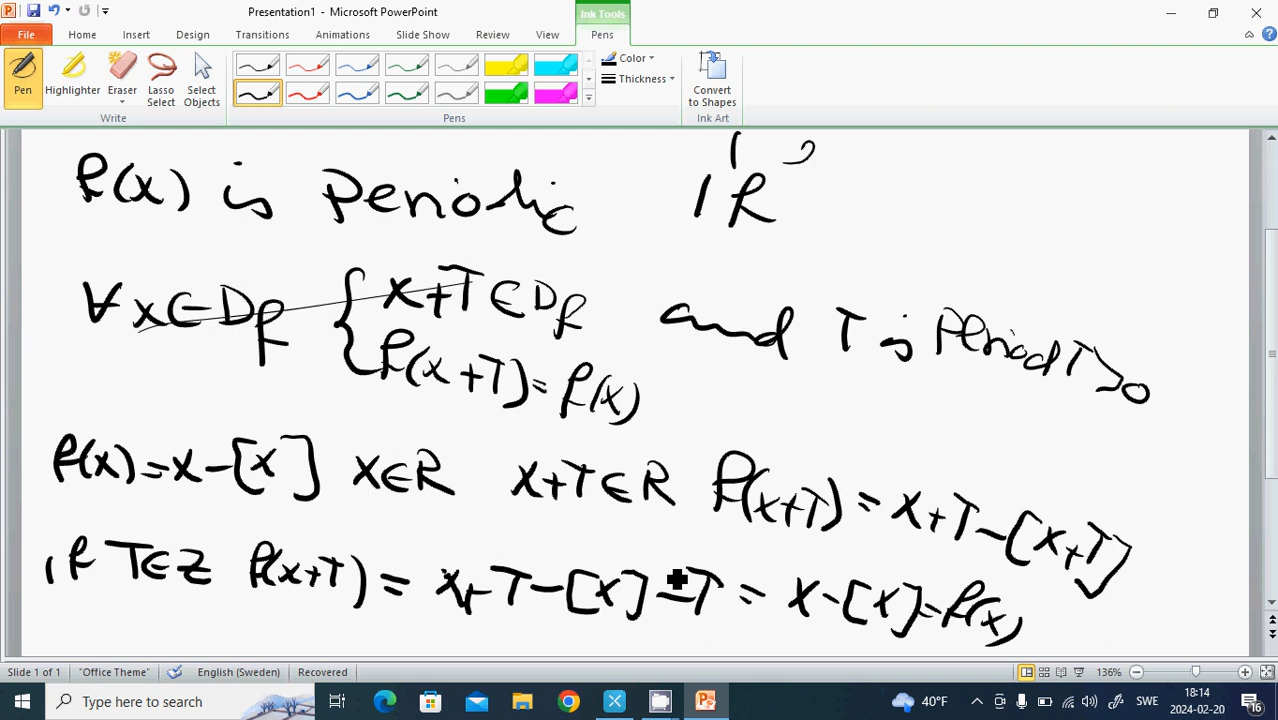 Presentation1 - Microsoft PowerPoint
Ink Tools
File Home Insert Design Transitions Animations Slide Show Review View Pens
Pen Highlighter Eraser Lasso Select Select Objects
Color
Thickness
Convert to Shapes
Write Pens Ink Art
f(x) is Periodic if
∀x∈Df { x+T∈Df
f(x+T)=f(x)
and T is Period T>0
f(x)=x-[x] x∈R x+T∈R f(x+T)=x+T-[x+T]
if T∈Z f(x+T)=x+T-[x]-T=x-[x]=f(x)
Slide 1 of 1 "Office Theme" English (Sweden) Recovered 136%
Type here to search
40°F SWE 18:14
2024-02-20
16